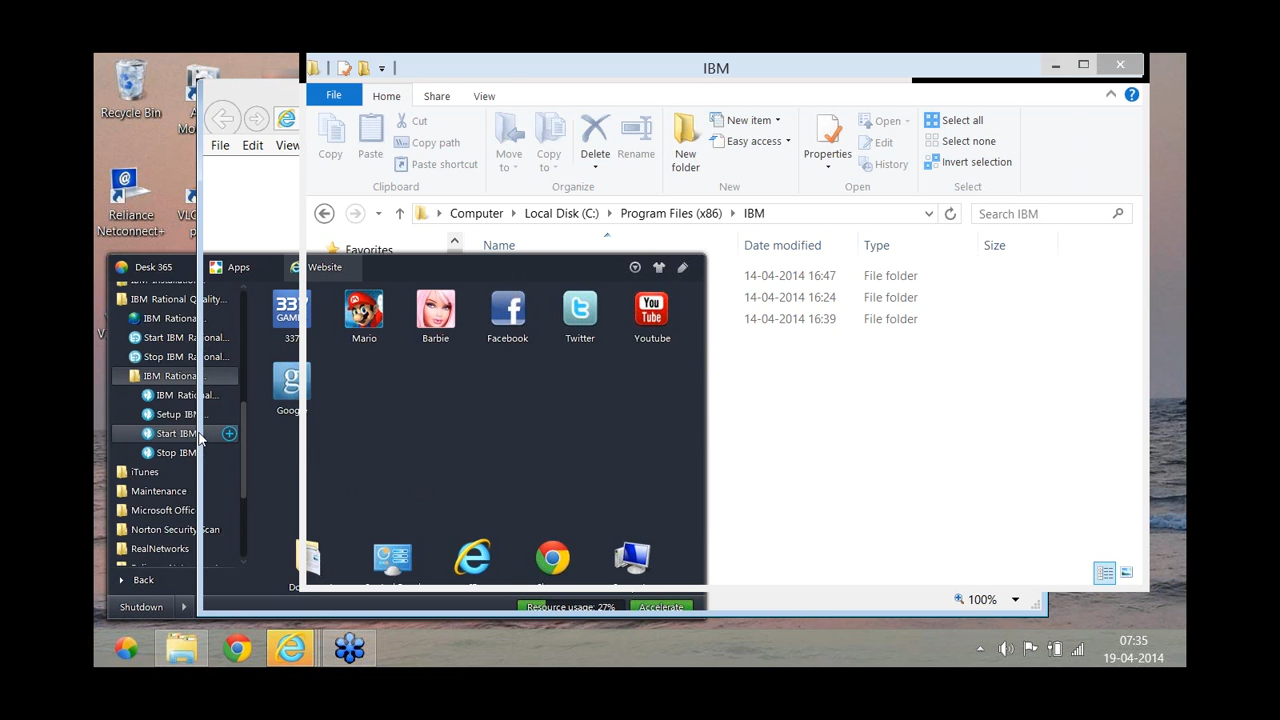 Recycle Bin
Reliance
Netconnect+
IBM
File
Edit
View
File
Home
Share
View
Copy
Paste
Cut
Copy path
Paste shortcut
Clipboard
Move
to
Copy
to
Delete
Rename
Organize
New
folder
New item
Easy access
New
Properties
Open
Edit
History
Open
Select all
Select none
Invert selection
Select
Computer
Local Disk (C:)
Program Files (x86)
IBM
Search IBM
Favorites
Name
Date modified
Type
Size
14-04-2014 16:47 File folder
14-04-2014 16:24 File folder
14-04-2014 16:39 File folder
Desk 365
Apps
Website
IBM Rational Quality...
IBM Rationa...
Start IBM Rational...
Stop IBM Rational...
IBM Rationa...
IBM Rational...
Setup IBM...
Start IBM
Stop IBM
iTunes
Maintenance
Microsoft Offic
Norton Security Scan
RealNetworks
Back
Shutdown
337
GAMES
337
Mario
Barbie
Facebook
Twitter
You
Tube
Youtube
g
Google
Resource usage: 27%
Accelerate
100%
07:35
19-04-2014